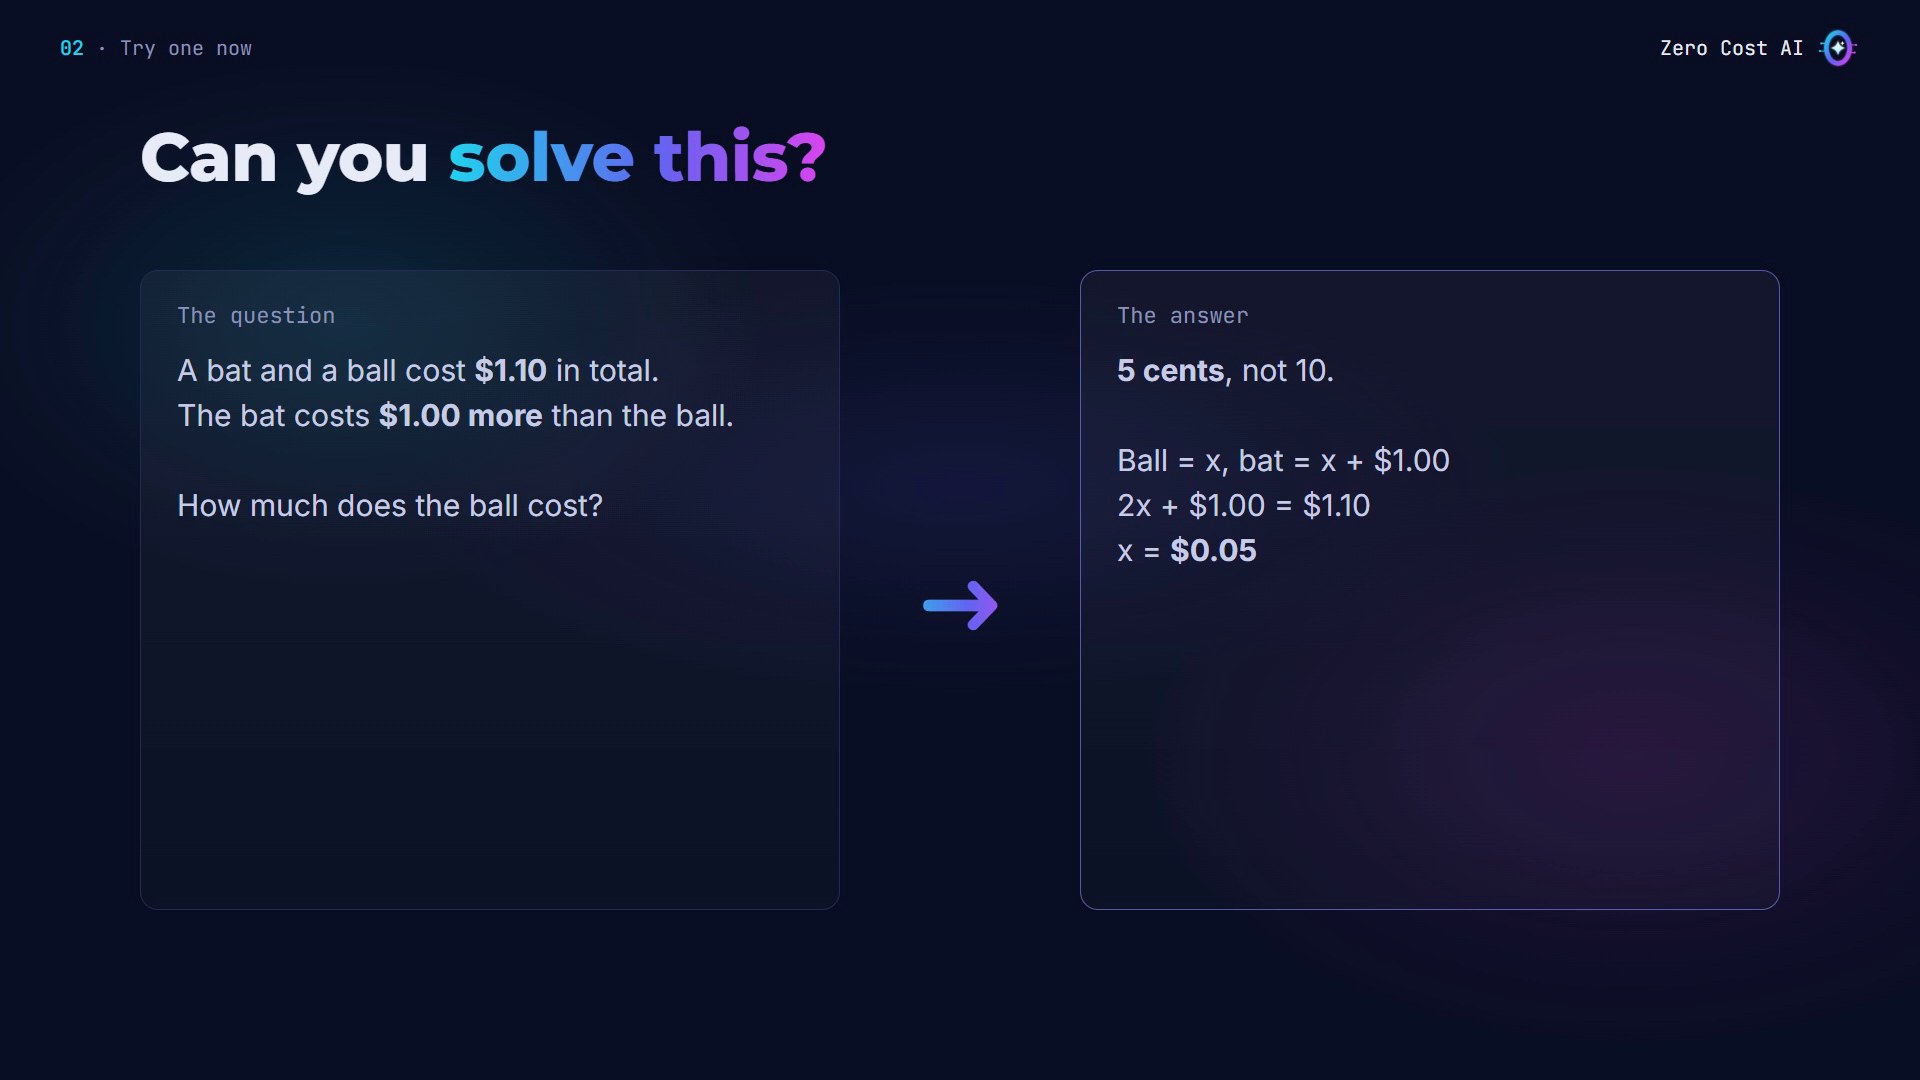 02 · Try one now
Zero Cost AI
Can you solve this?
The question
A bat and a ball cost $1.10 in total.
The bat costs $1.00 more than the ball.
How much does the ball cost?
The answer
5 cents, not 10.
Ball = x, bat = x + $1.00
2x + $1.00 = $1.10
x = $0.05